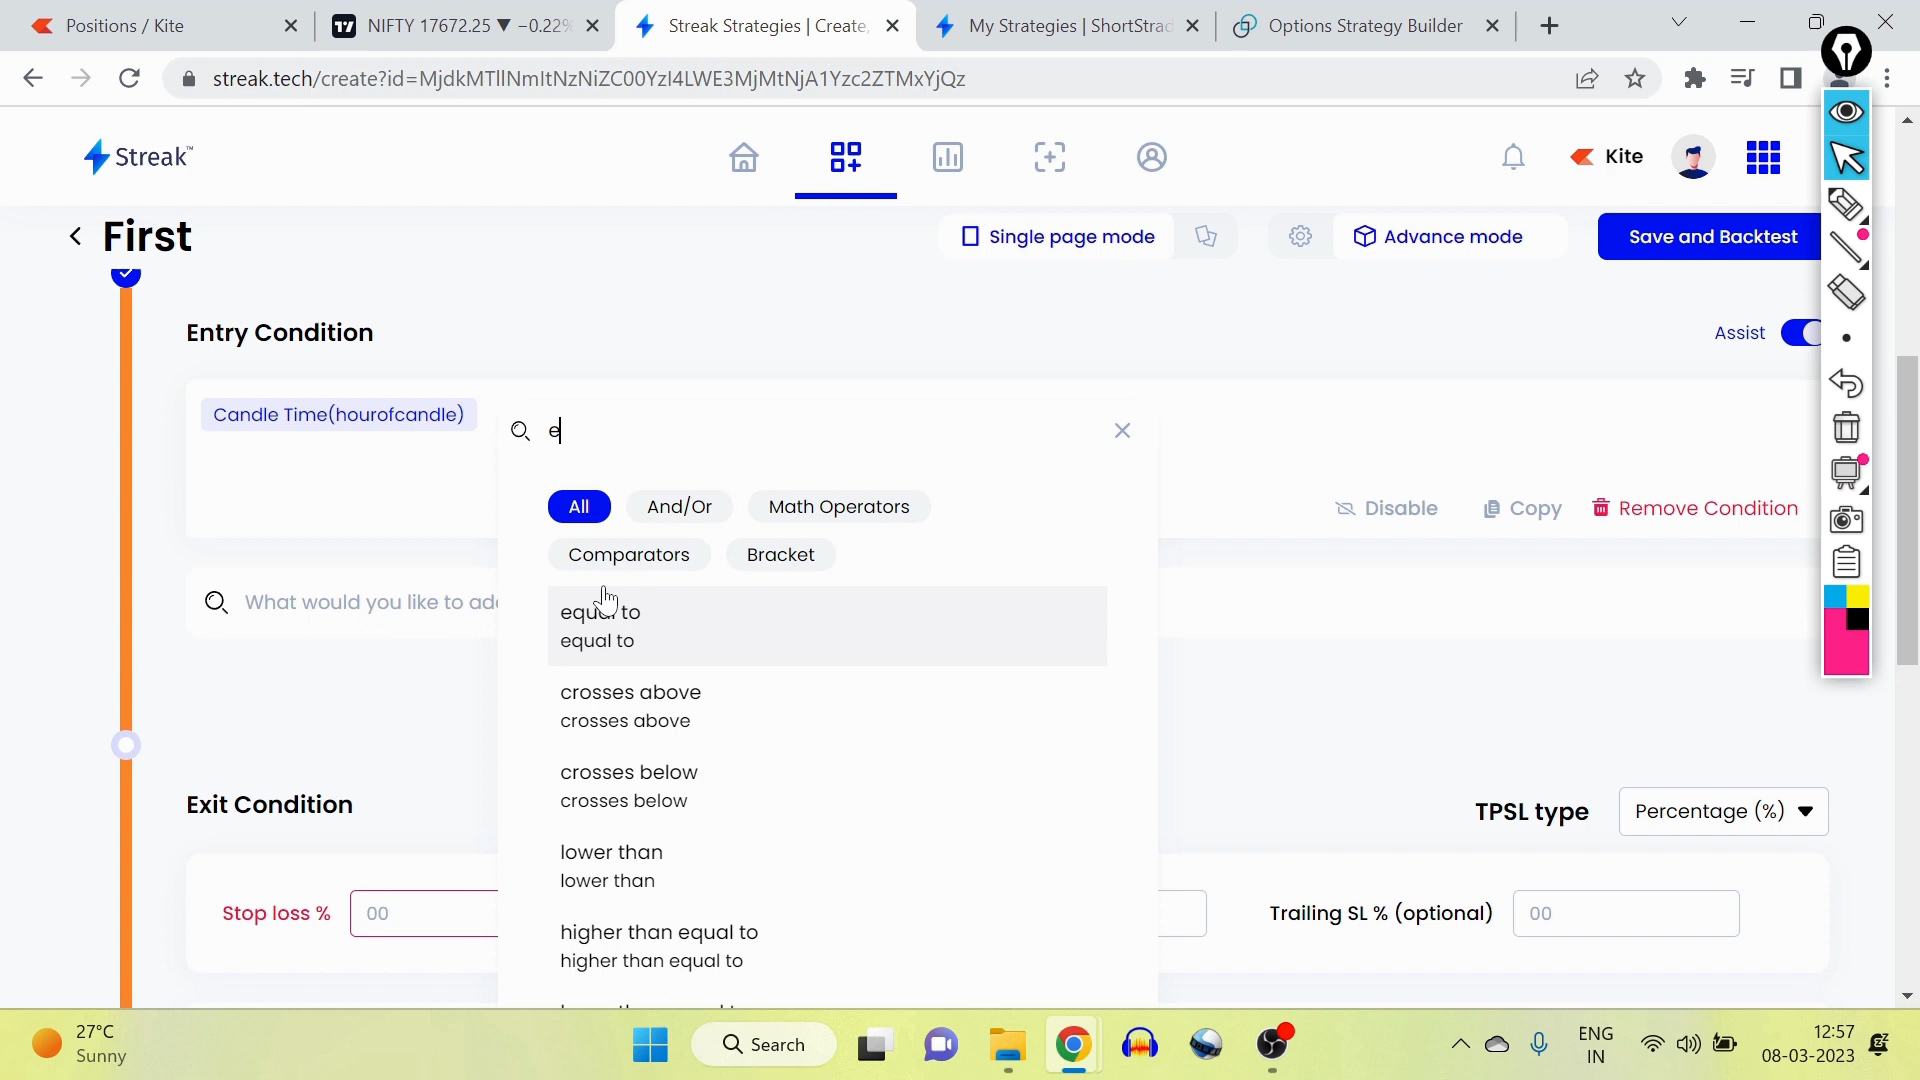 Positions / Kite
NIFTY 17672.25 ▼ −0.22%
Streak Strategies | Create,
My Strategies | ShortStrad
Options Strategy Builder
streak.tech/create?id=
Streak™
Kite
First
Single page mode
Advance mode
Save and Backtest
Entry Condition
Assist
Candle Time(hourofcandle)
e
All
And/Or
Math Operators
Disable
Copy
Remove Condition
Comparators
Bracket
What would you like to add
equal to
equal to
crosses above
crosses above
crosses below
crosses below
Exit Condition
TPSL type
Percentage (%)
lower than
lower than
Stop loss %
00
Trailing SL % (optional)
00
higher than equal to
higher than equal to
27°C
Sunny
Search
ENG
IN
12:57
08-03-2023